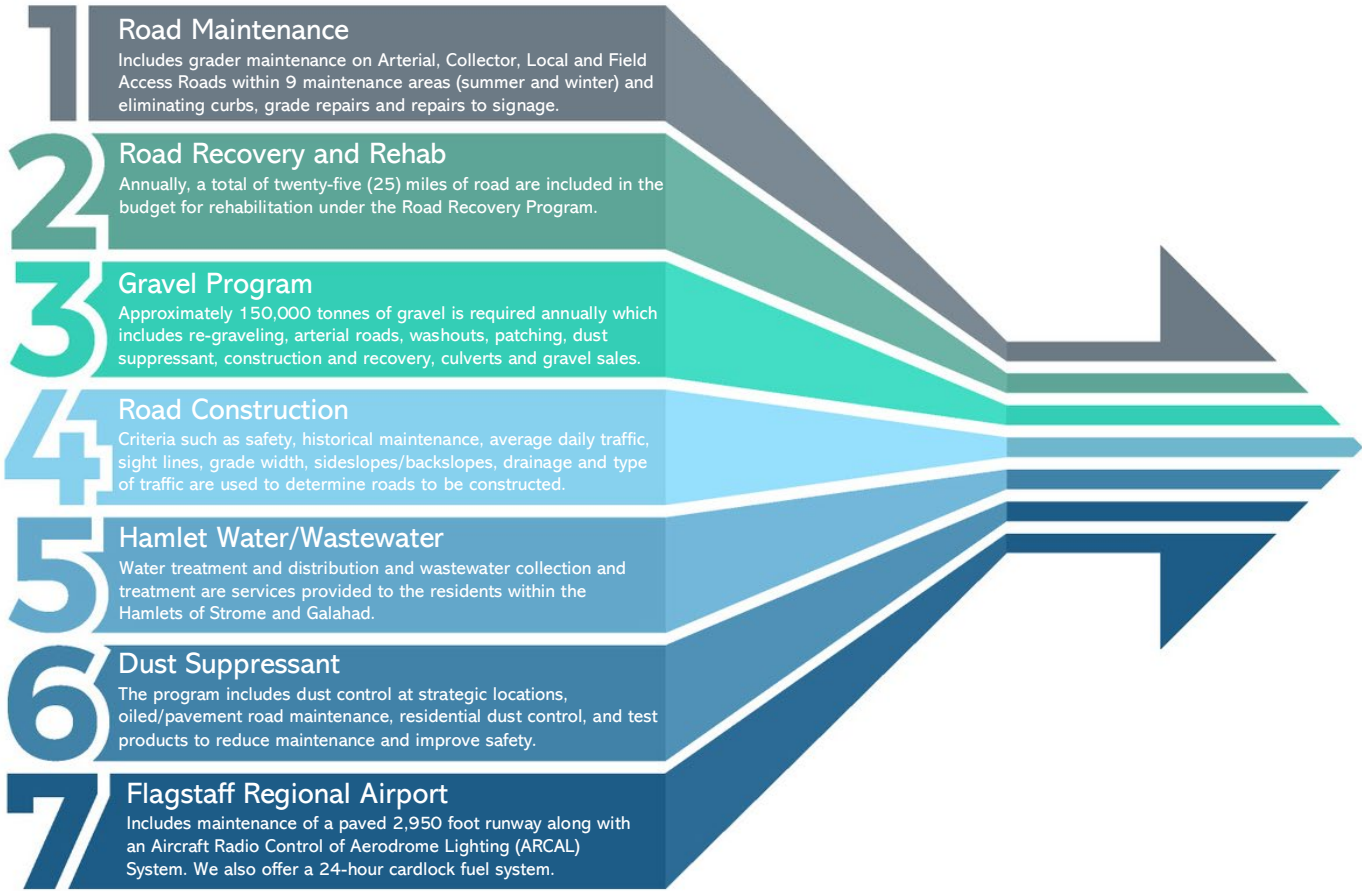 1
Road Maintenance
Includes grader maintenance on Arterial, Collector, Local and Field
Access Roads within 9 maintenance areas (summer and winter) and
eliminating curbs, grade repairs and repairs to signage.
2
Road Recovery and Rehab
Annually, a total of twenty-five (25) miles of road are included in the
budget for rehabilitation under the Road Recovery Program.
3
Gravel Program
Approximately 150,000 tonnes of gravel is required annually which
includes re-graveling, arterial roads, washouts, patching, dust
suppressant, construction and recovery, culverts and gravel sales.
4
Road Construction
Criteria such as safety, historical maintenance, average daily traffic,
sight lines, grade width, sideslopes/backslopes, drainage and type
of traffic are used to determine roads to be constructed.
5
Hamlet Water/Wastewater
Water treatment and distribution and wastewater collection and
treatment are services provided to the residents within the
Hamlets of Strome and Galahad.
6
Dust Suppressant
The program includes dust control at strategic locations,
oiled/pavement road maintenance, residential dust control, and test
products to reduce maintenance and improve safety.
7
Flagstaff Regional Airport
Includes maintenance of a paved 2,950 foot runway along with
an Aircraft Radio Control of Aerodrome Lighting (ARCAL)
System. We also offer a 24-hour cardlock fuel system.